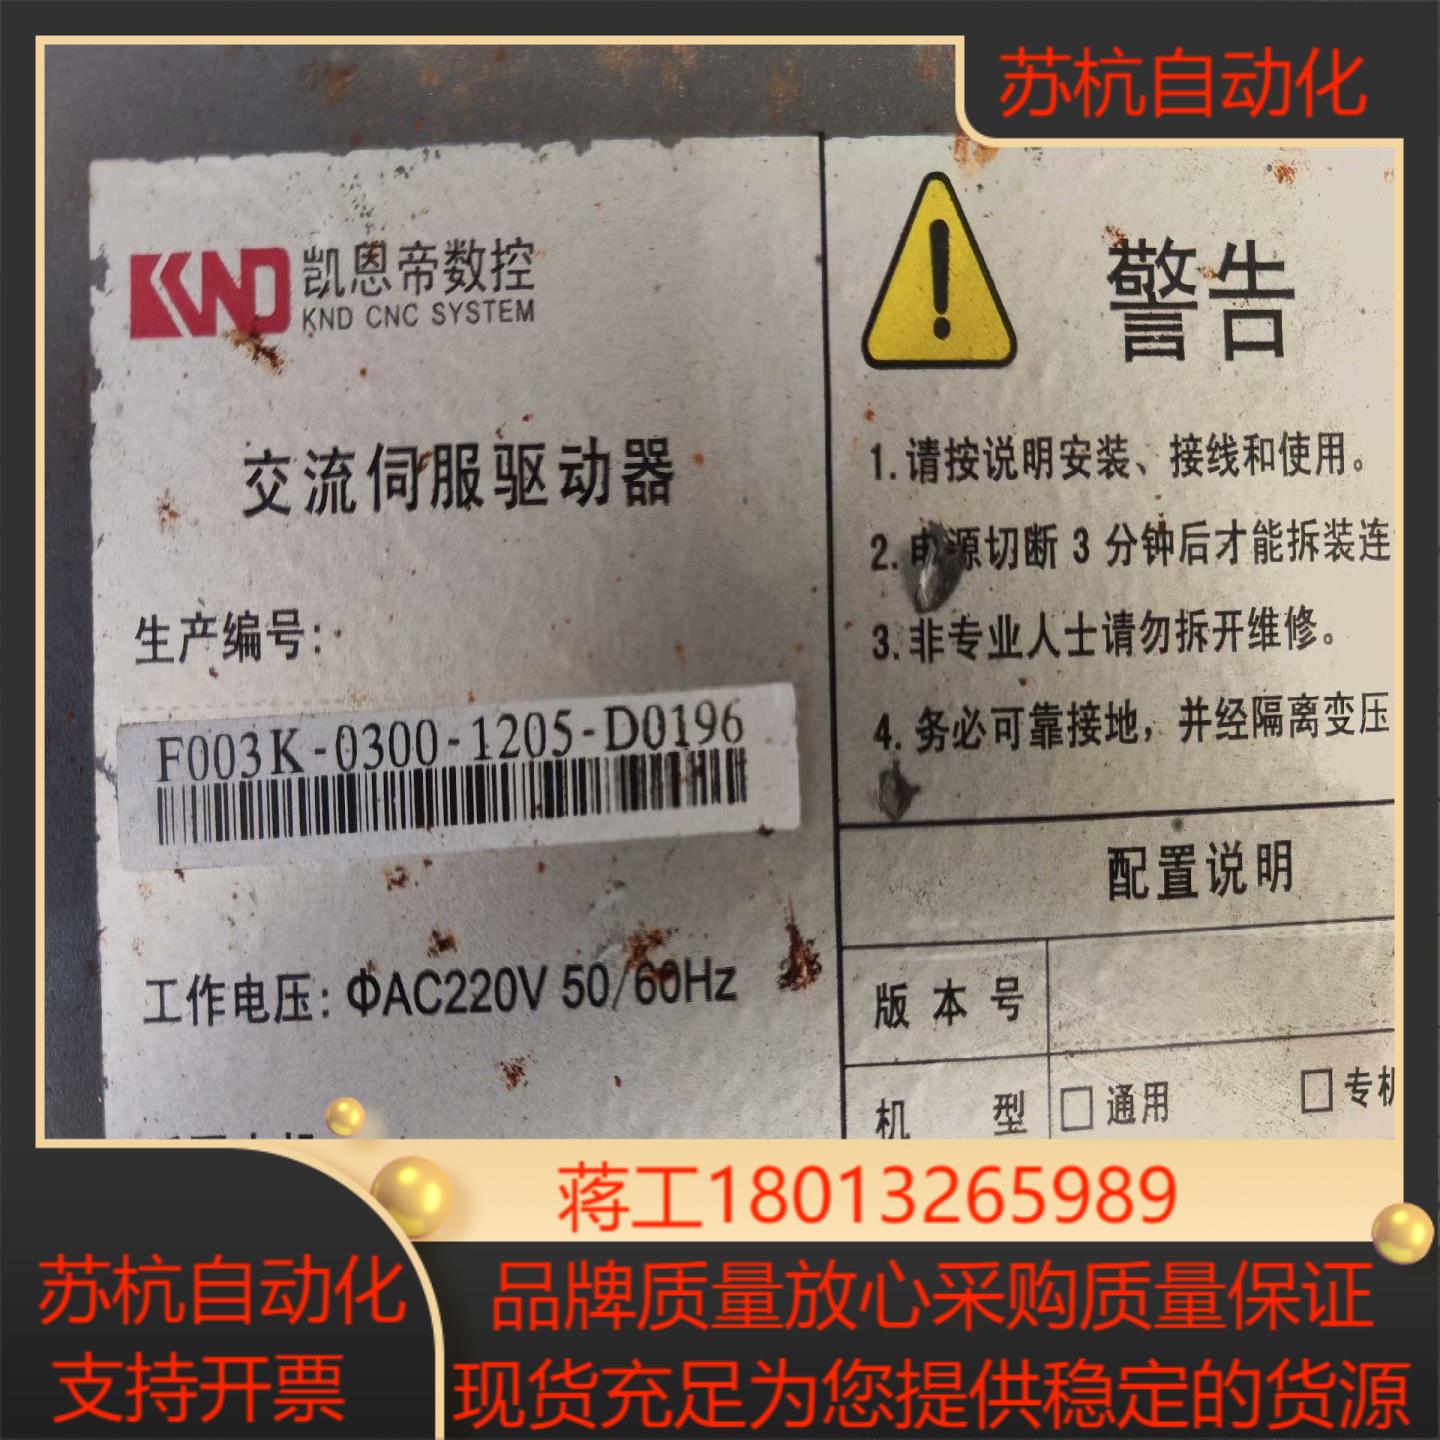 苏杭自动化
KND 凯恩帝数控
KND CNC SYSTEM
交流伺服驱动器
生产编号:
F003K-0300-1205-D0196
工作电压: ΦAC220V 50/60Hz
警告
1.请按说明安装、接线和使用。
2.电源切断 3 分钟后才能拆装连
3.非专业人士请勿拆开维修。
4.务必可靠接地，并经隔离变压
配置说明
版本号
机 型 □通用 □专机
蒋工18013265989
苏杭自动化
支持开票
品牌质量放心采购质量保证
现货充足为您提供稳定的货源